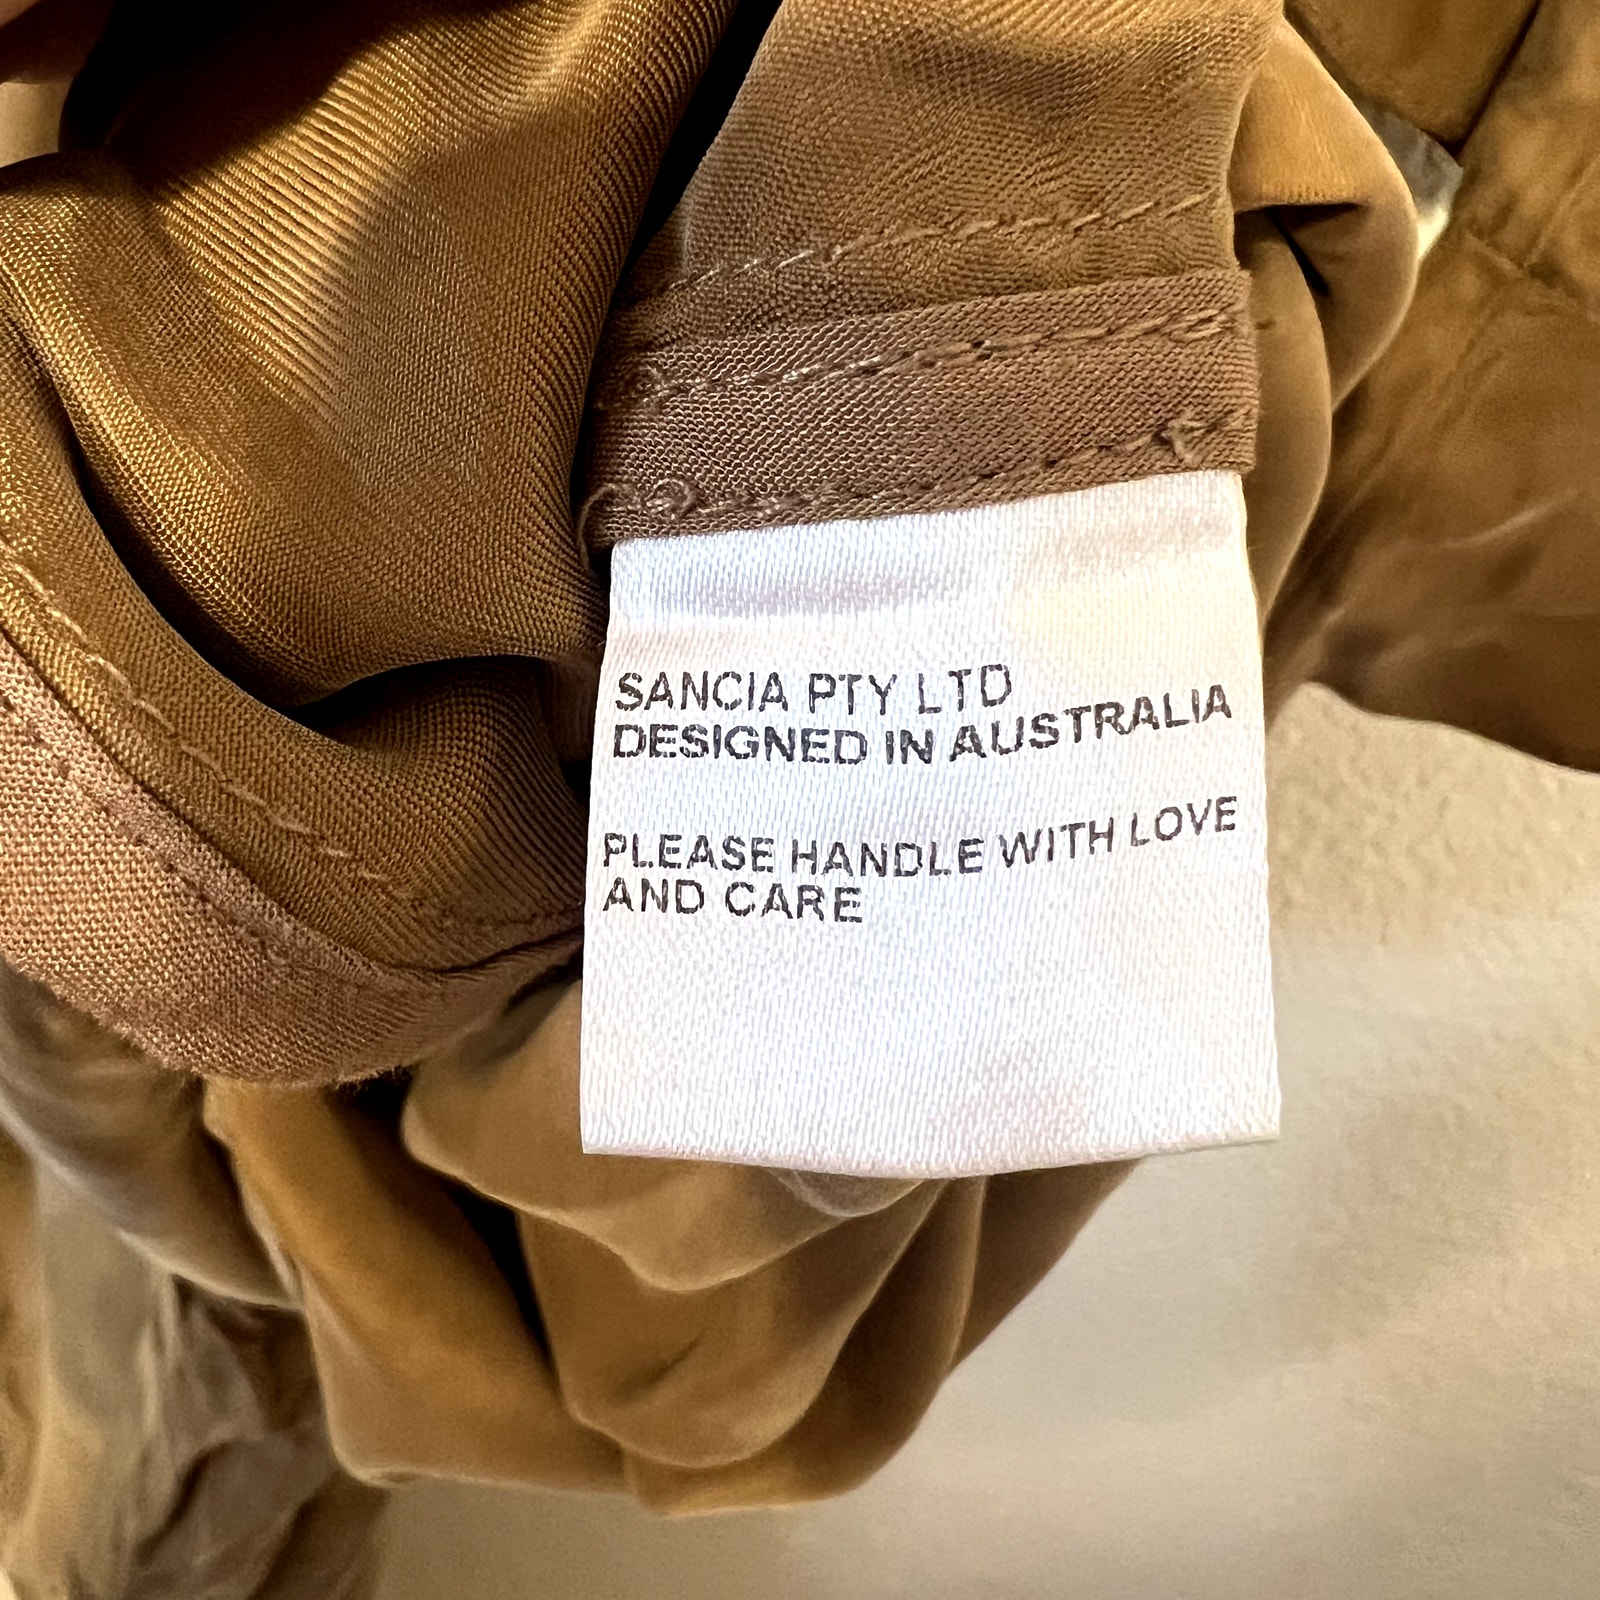 SANCIA PTY LTD
DESIGNED IN AUSTRALIA
PLEASE HANDLE WITH LOVE
AND CARE